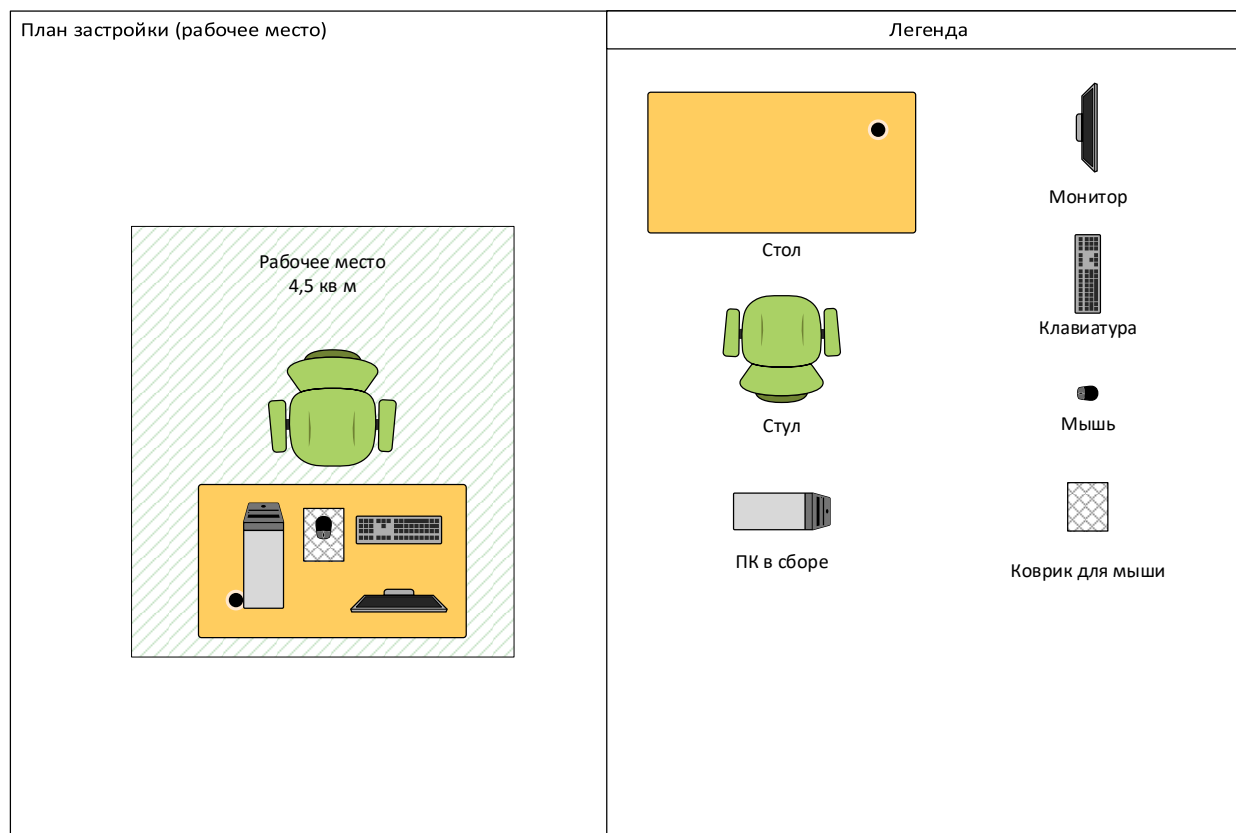 План застройки (рабочее место)
Легенда
Рабочее место
4,5 кв м
Стол
Монитор
Клавиатура
Стул
Мышь
ПК в сборе
Коврик для мыши